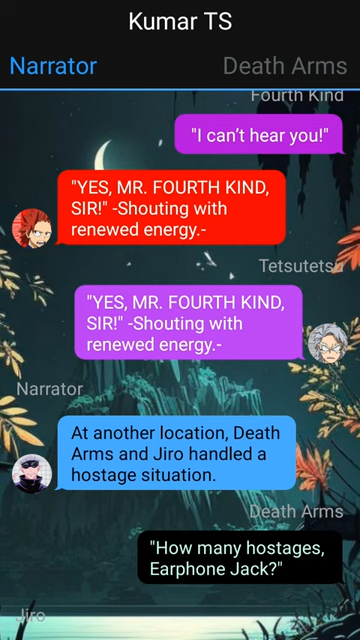 Kumar TS
Narrator
Death Arms
Fourth Kind
"I can't hear you!"
"YES, MR. FOURTH KIND,
SIR!" -Shouting with
renewed energy.-
Tetsutetsu
"YES, MR. FOURTH KIND,
SIR!" -Shouting with
renewed energy.-
Narrator
At another location, Death
Arms and Jiro handled a
hostage situation.
Death Arms
"How many hostages,
Earphone Jack?"
Jiro